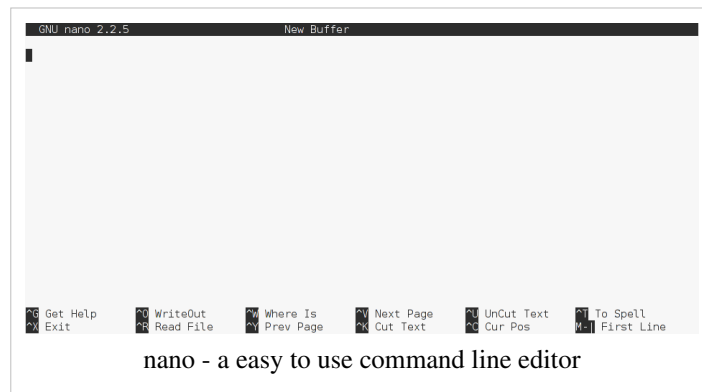 GNU nano 2.2.5 New Buffer
^G Get Help ^O WriteOut ^W Where Is ^V Next Page ^U UnCut Text ^T To Spell
^X Exit ^R Read File ^Y Prev Page ^K Cut Text ^C Cur Pos M-| First Line
nano - a easy to use command line editor